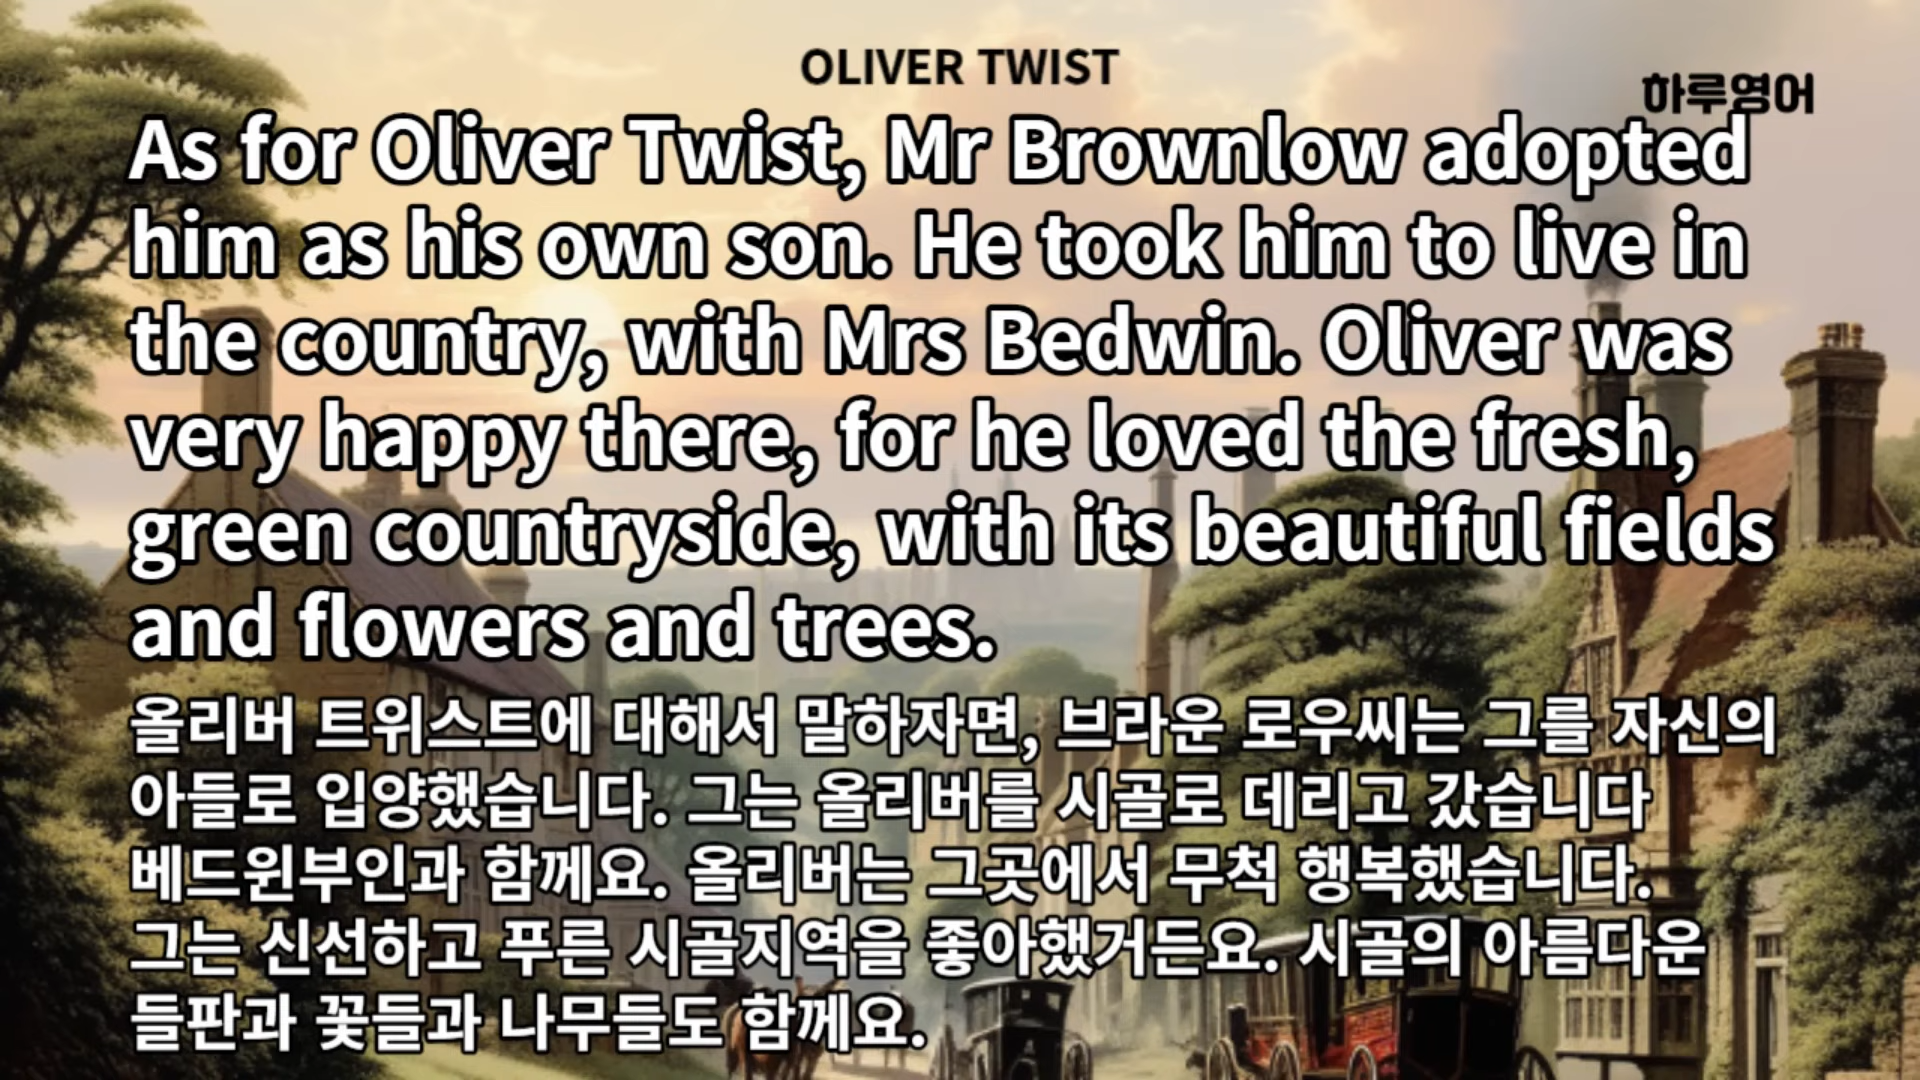 OLIVER TWIST
하루영어
As for Oliver Twist, Mr Brownlow adopted
him as his own son. He took him to live in
the country, with Mrs Bedwin. Oliver was
very happy there, for he loved the fresh,
green countryside, with its beautiful fields
and flowers and trees.
올리버 트위스트에 대해서 말하자면, 브라운 로우씨는 그를 자신의
아들로 입양했습니다. 그는 올리버를 시골로 데리고 갔습니다
베드윈부인과 함께요. 올리버는 그곳에서 무척 행복했습니다.
그는 신선하고 푸른 시골지역을 좋아했거든요. 시골의 아름다운
들판과 꽃들과 나무들도 함께요.